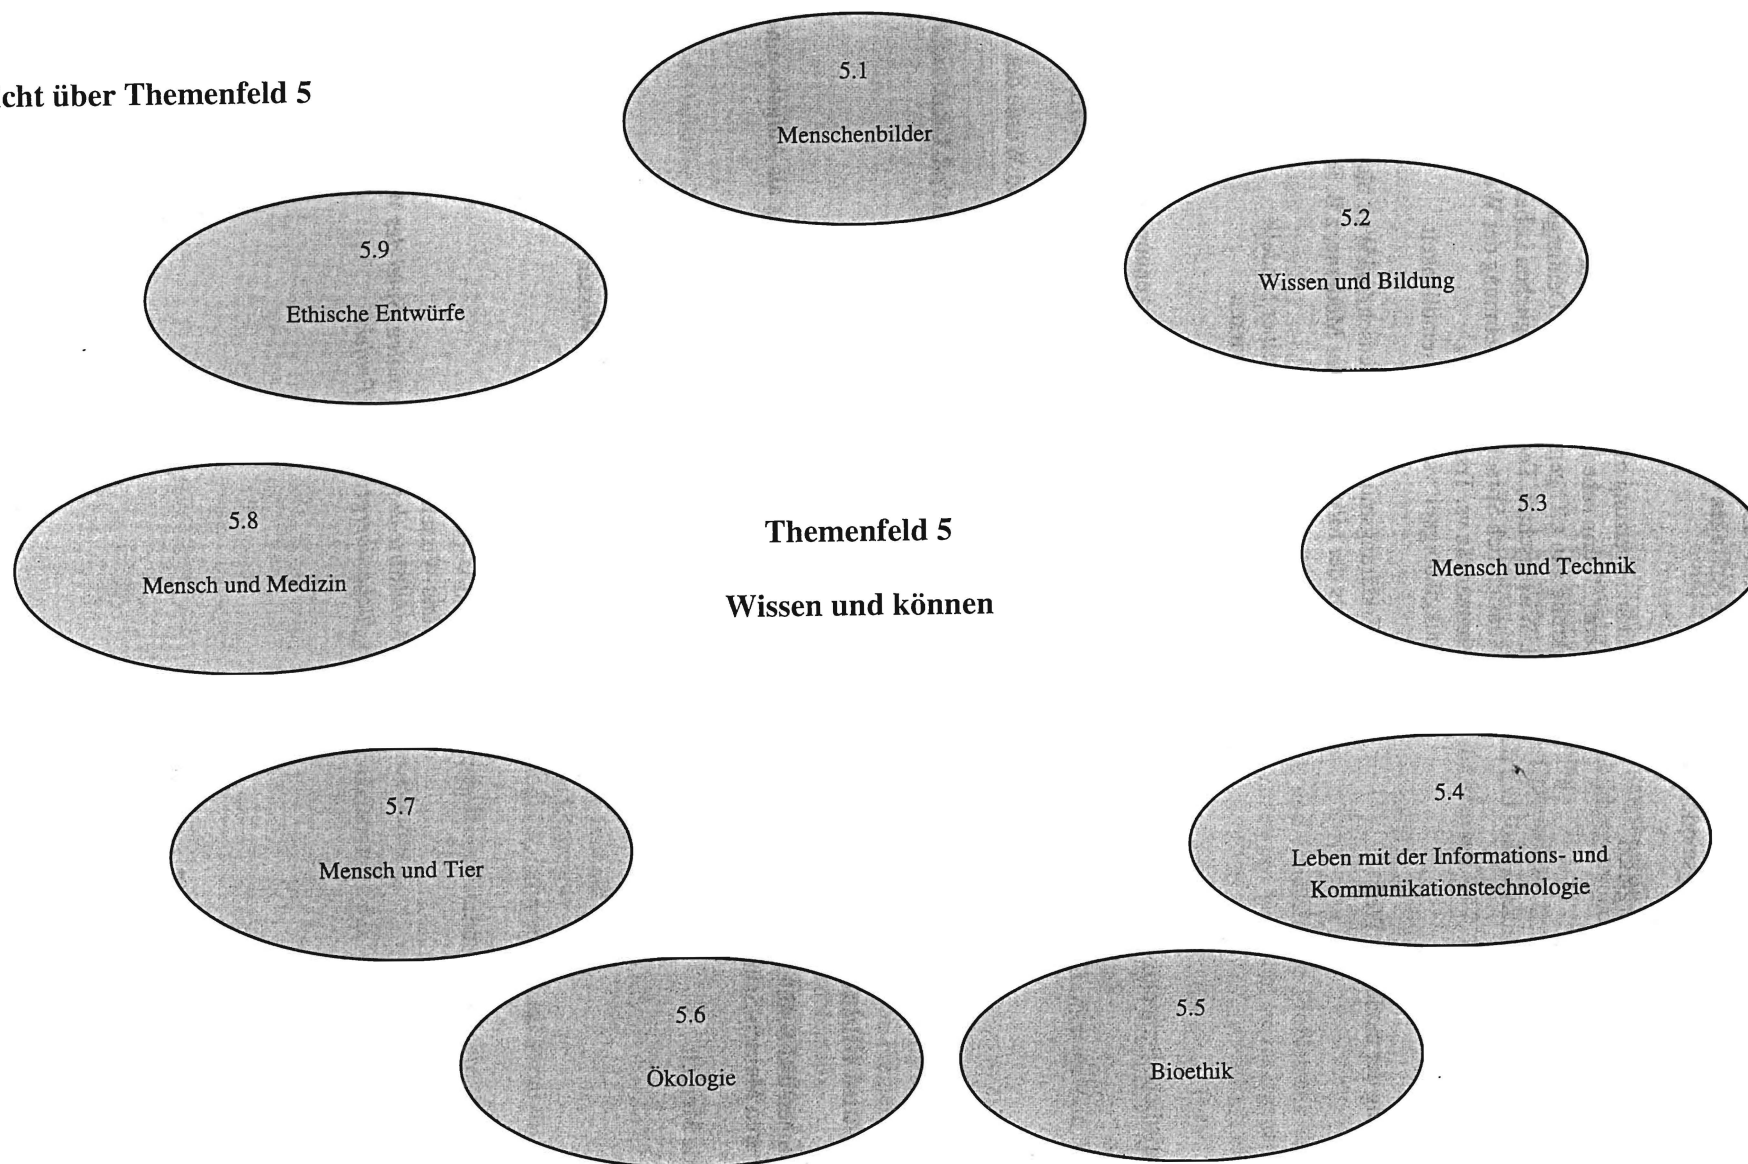 cht über Themenfeld 5
5.1
Menschenbilder
5.2
Wissen und Bildung
5.3
Mensch und Technik
5.4
Leben mit der Informations- und
Kommunikationstechnologie
5.5
Bioethik
5.6
Ökologie
5.7
Mensch und Tier
5.8
Mensch und Medizin
5.9
Ethische Entwürfe
Themenfeld 5
Wissen und können